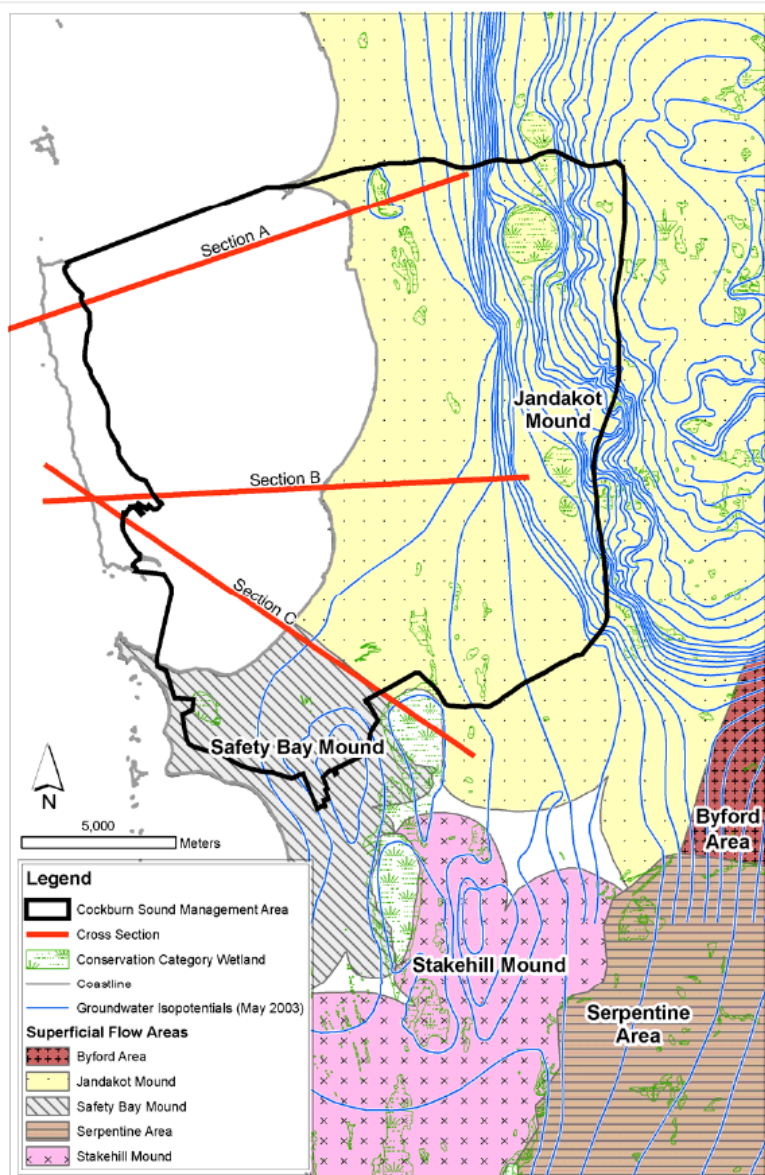 Section A
Jandakot
Mound
Section B
Section C
Safety Bay Mound
N
5,000
Meters
Byford
Area
Stakehill Mound
Serpentine
Area
Legend
Cockburn Sound Management Area
Cross Section
Conservation Category Wetland
Coastline
Groundwater Isopotentials (May 2003)
Superficial Flow Areas
Byford Area
Jandakot Mound
Safety Bay Mound
Serpentine Area
Stakehill Mound